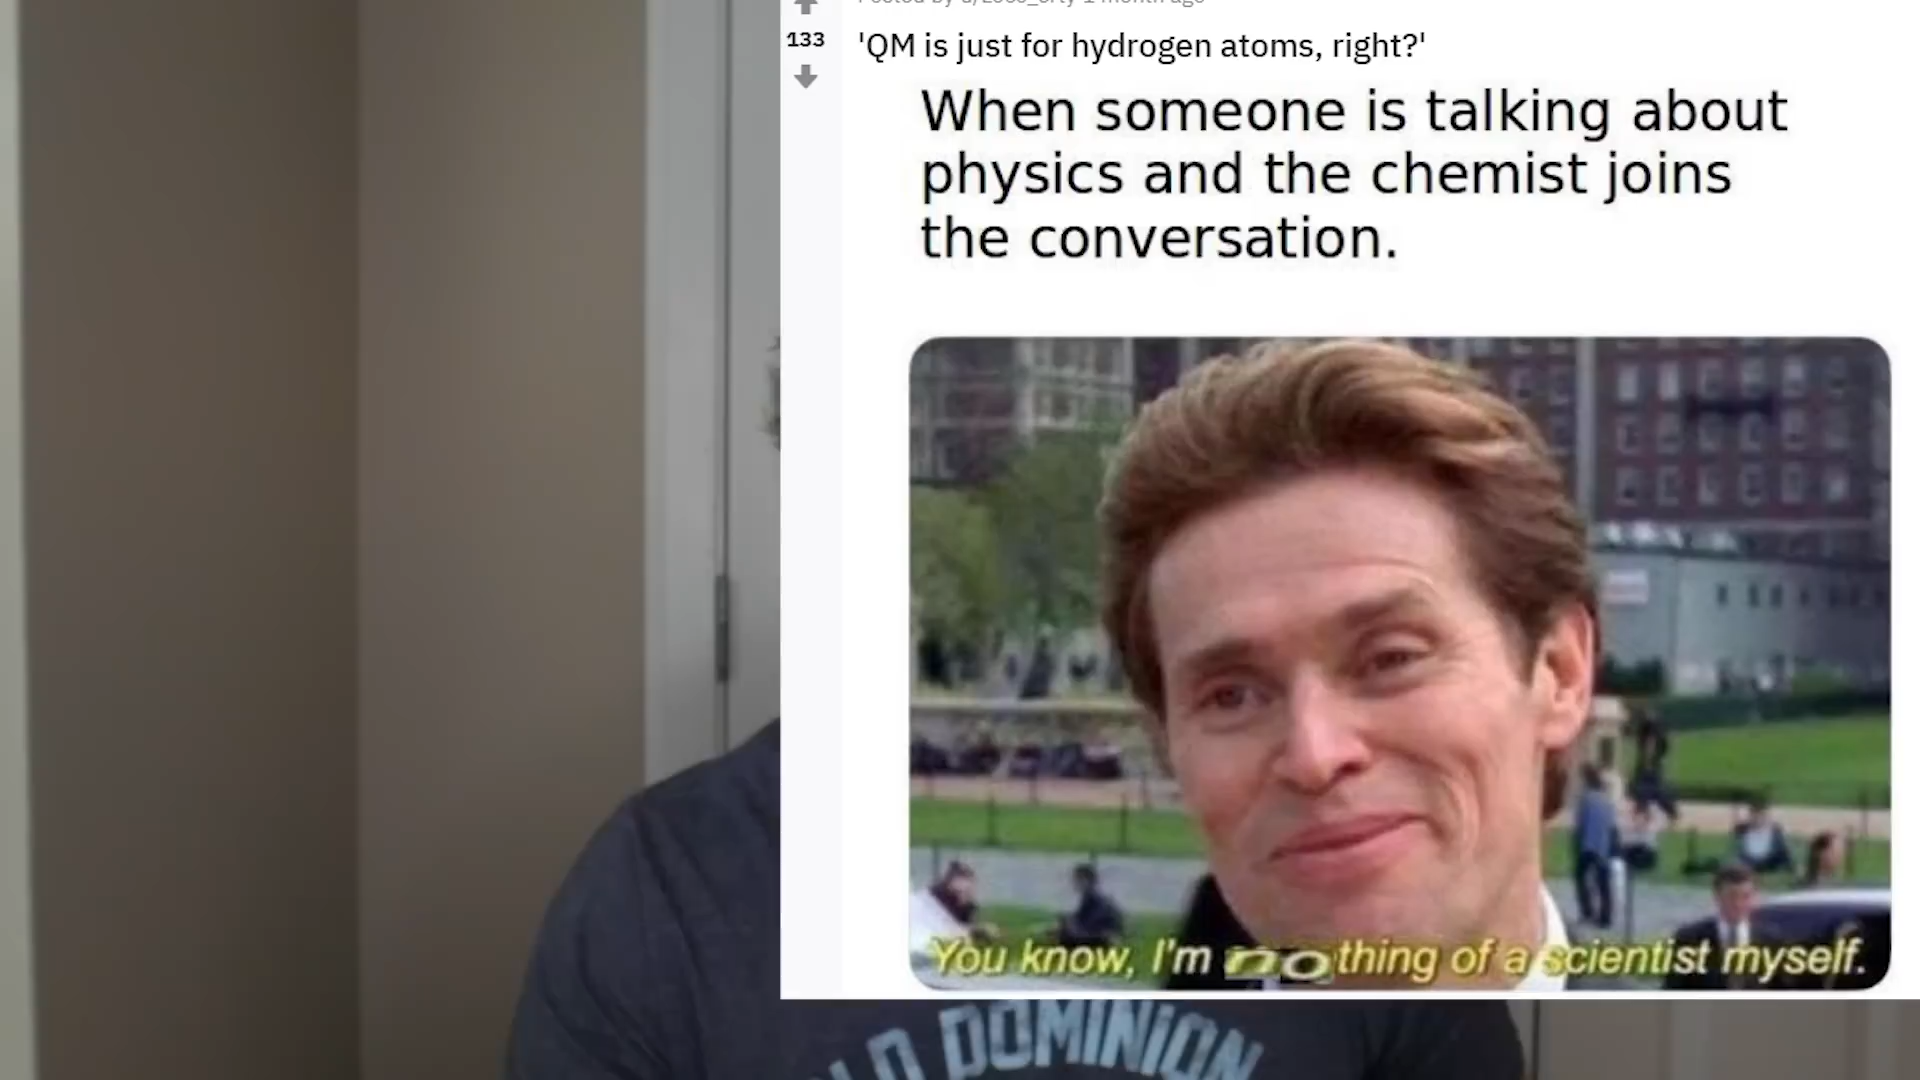 133
'QM is just for hydrogen atoms, right?'
When someone is talking about
physics and the chemist joins
the conversation.
You know, I'm nothing of a scientist myself.
DOMINION